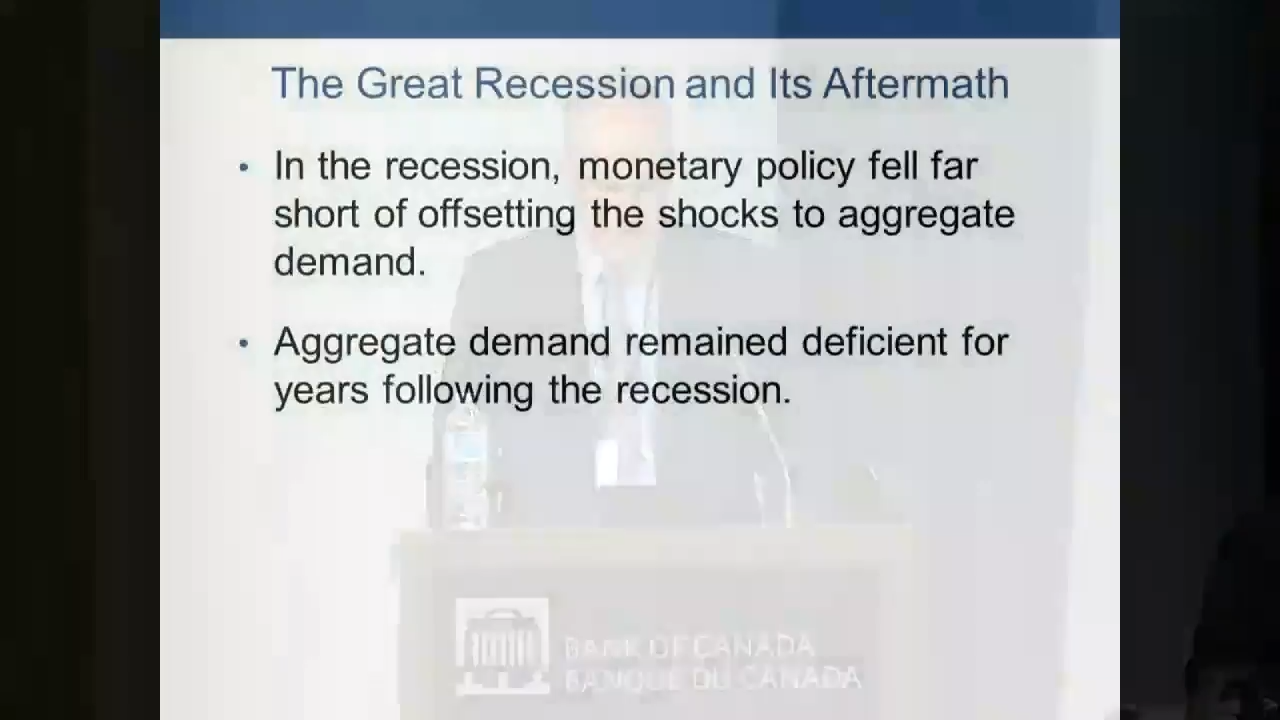 The Great Recession and Its Aftermath
• In the recession, monetary policy fell far
short of offsetting the shocks to aggregate
demand.
• Aggregate demand remained deficient for
years following the recession.
BANK OF CANADA
BANQUE DU CANADA